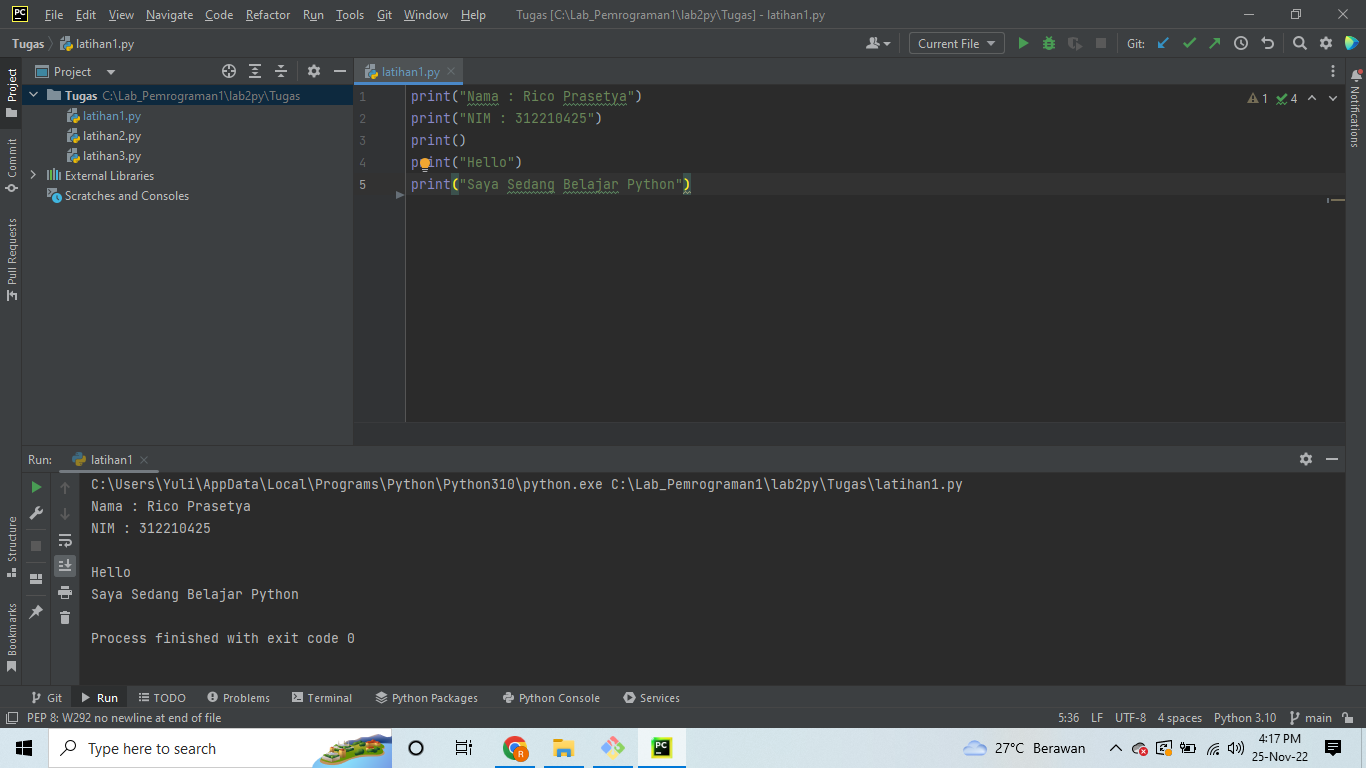 PC File Edit View Navigate Code Refactor Run Tools Git Window Help Tugas [C:\Lab_Pemrograman1\lab2py\Tugas] - latihan1.py
Tugas latihan1.py Current File Git:
Project latihan1.py
Project
Commit
Pull Requests
Structure
Bookmarks
Tugas C:\Lab_Pemrograman1\lab2py\Tugas
latihan1.py
latihan2.py
latihan3.py
External Libraries
Scratches and Consoles
1 print("Nama : Rico Prasetya")
2 print("NIM : 312210425")
3 print()
4 print("Hello")
5 print("Saya Sedang Belajar Python")
1 4
Notifications
Run: latihan1
C:\Users\Yuli\AppData\Local\Programs\Python\Python310\python.exe C:\Lab_Pemrograman1\lab2py\Tugas\latihan1.py
Nama : Rico Prasetya
NIM : 312210425
Hello
Saya Sedang Belajar Python
Process finished with exit code 0
Git Run TODO Problems Terminal Python Packages Python Console Services
PEP 8: W292 no newline at end of file 5:36 LF UTF-8 4 spaces Python 3.10 main
Type here to search R PC 27°C Berawan 4:17 PM
25-Nov-22